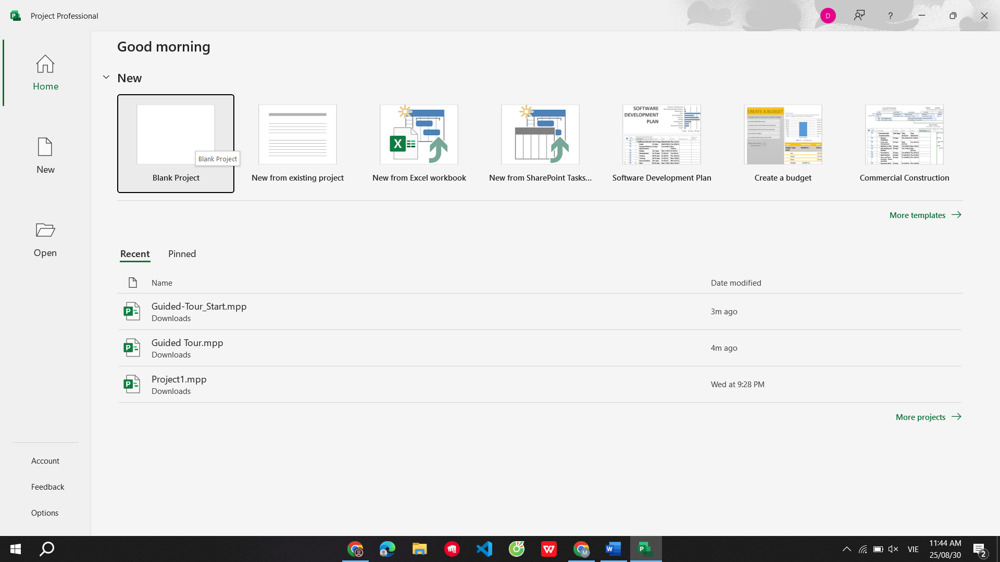 Project Professional
D
?
Good morning
Home
New
Open
New
Blank Project
Blank Project
New from existing project
New from Excel workbook
New from SharePoint Tasks...
SOFTWARE
DEVELOPMENT
PLAN
Software Development Plan
CREATE A BUDGET
Create a budget
Commercial Construction
More templates
Recent
Pinned
Name
Date modified
Guided-Tour_Start.mpp
Downloads
3m ago
Guided Tour.mpp
Downloads
4m ago
Project1.mpp
Downloads
Wed at 9:28 PM
More projects
Account
Feedback
Options
VIE
11:44 AM
25/08/30
2